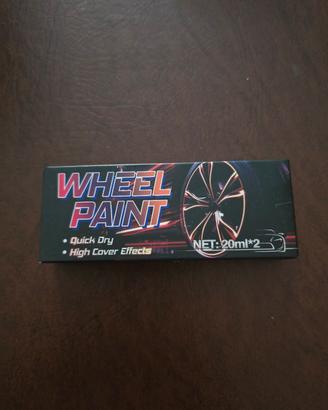 WHEEL
PAINT
• Quick Dry
• High Cover Effects
NET: 20ml*2